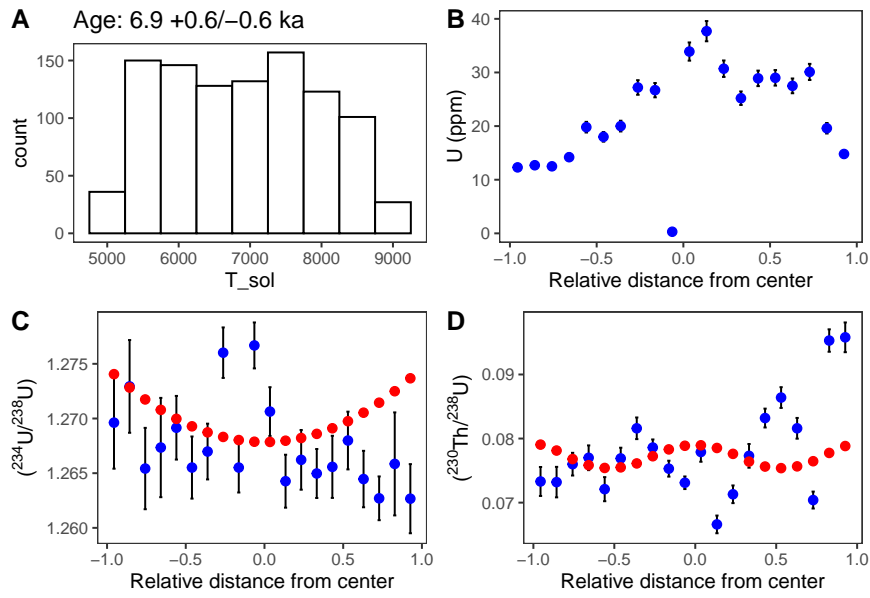 A
Age: 6.9 +0.6/−0.6 ka
count
150
100
50
0
5000 6000 7000 8000 9000
T_sol
B
U (ppm)
40
30
20
10
0
−1.0 −0.5 0.0 0.5 1.0
Relative distance from center
C
(²³⁴U/²³⁸U)
1.275
1.270
1.265
1.260
−1.0 −0.5 0.0 0.5 1.0
Relative distance from center
D
(²³⁰Th/²³⁸U)
0.09
0.08
0.07
−1.0 −0.5 0.0 0.5 1.0
Relative distance from center